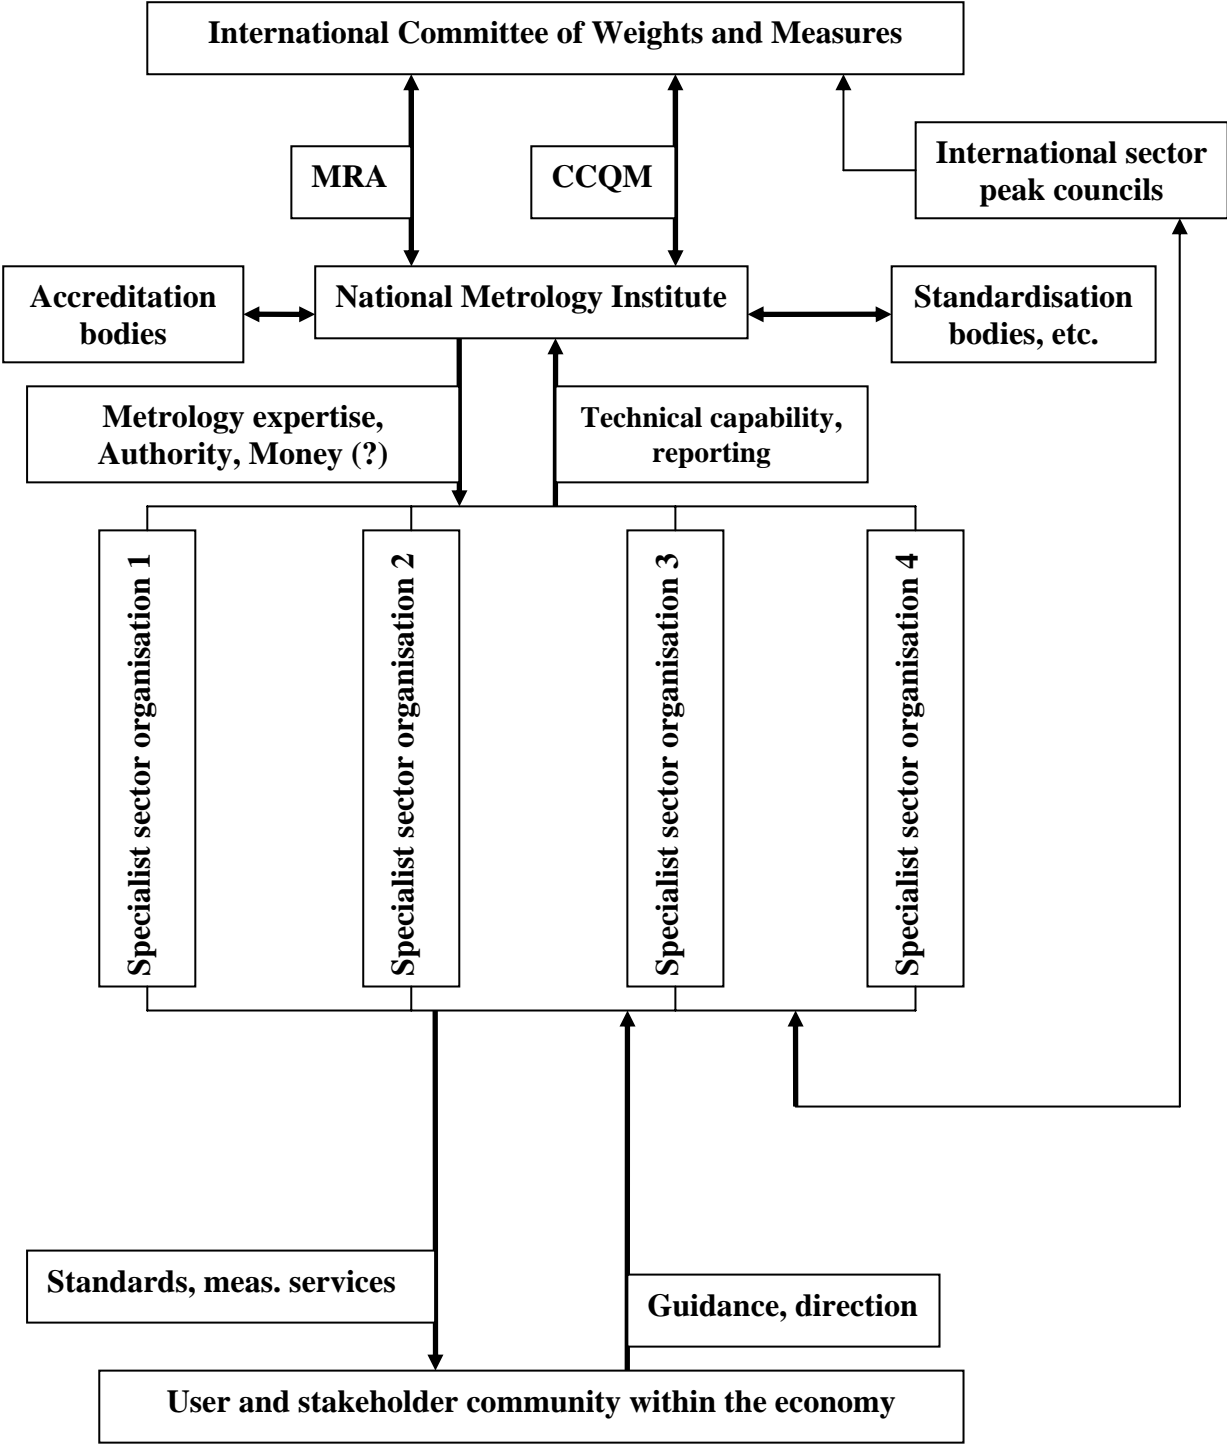 International Committee of Weights and Measures
International sector
peak councils
MRA
CCQM
Accreditation
bodies
National Metrology Institute
Standardisation
bodies, etc.
Metrology expertise,
Authority, Money (?)
Technical capability,
reporting
Specialist sector organisation 1
Specialist sector organisation 2
Specialist sector organisation 3
Specialist sector organisation 4
Standards, meas. services
Guidance, direction
User and stakeholder community within the economy